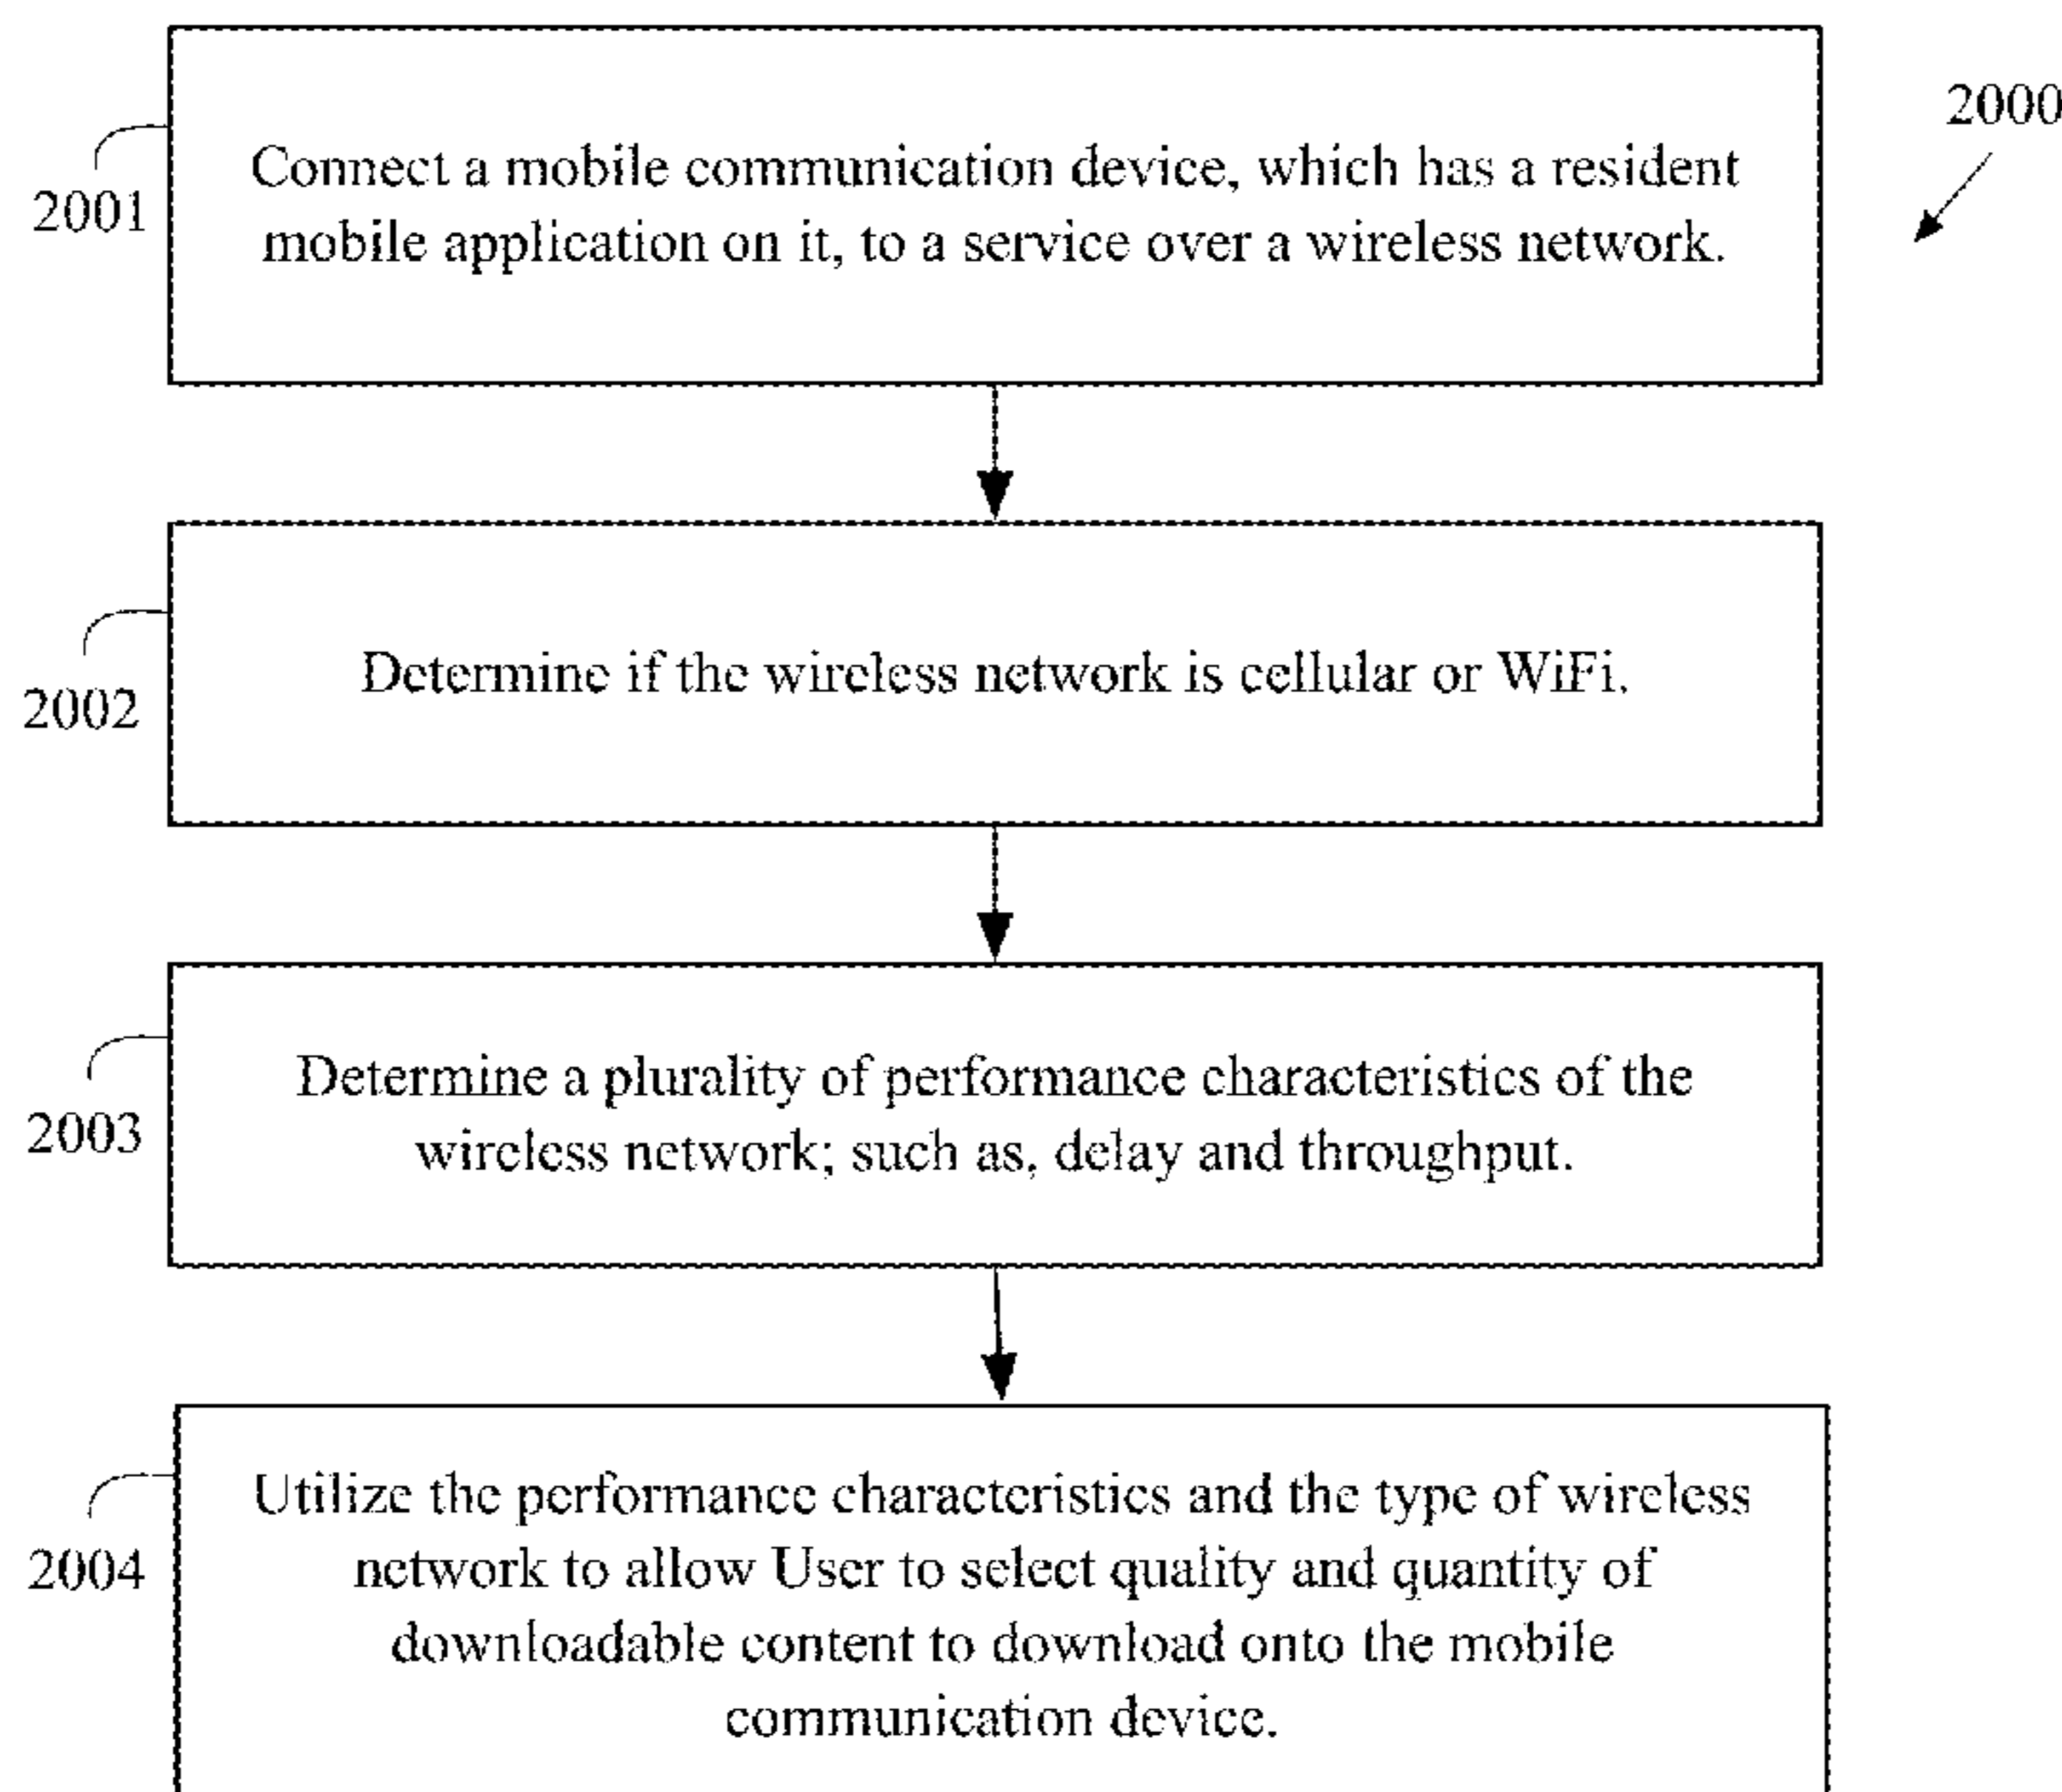 2000
2001
Connect a mobile communication device, which has a resident
mobile application on it, to a service over a wireless network.
2002
Determine if the wireless network is cellular or WiFi.
2003
Determine a plurality of performance characteristics of the
wireless network; such as, delay and throughput.
2004
Utilize the performance characteristics and the type of wireless
network to allow User to select quality and quantity of
downloadable content to download onto the mobile
communication device.